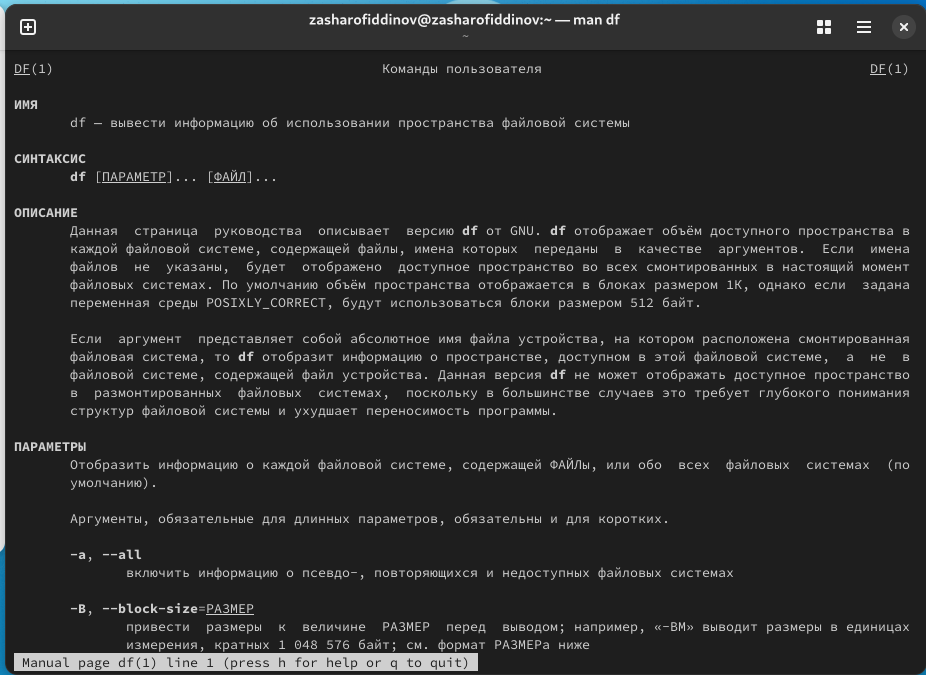 zasharofiddinov@zasharofiddinov:~ — man df
~
DF(1) Команды пользователя DF(1)
ИМЯ
df — вывести информацию об использовании пространства файловой системы
СИНТАКСИС
df [ПАРАМЕТР]... [ФАЙЛ]...
ОПИСАНИЕ
Данная страница руководства описывает версию df от GNU. df отображает объём доступного пространства в
каждой файловой системе, содержащей файлы, имена которых переданы в качестве аргументов. Если имена
файлов не указаны, будет отображено доступное пространство во всех смонтированных в настоящий момент
файловых системах. По умолчанию объём пространства отображается в блоках размером 1K, однако если задана
переменная среды POSIXLY_CORRECT, будут использоваться блоки размером 512 байт.
Если аргумент представляет собой абсолютное имя файла устройства, на котором расположена смонтированная
файловая система, то df отобразит информацию о пространстве, доступном в этой файловой системе, а не в
файловой системе, содержащей файл устройства. Данная версия df не может отображать доступное пространство
в размонтированных файловых системах, поскольку в большинстве случаев это требует глубокого понимания
структур файловой системы и ухудшает переносимость программы.
ПАРАМЕТРЫ
Отобразить информацию о каждой файловой системе, содержащей ФАЙЛы, или обо всех файловых системах (по
умолчанию).
Аргументы, обязательные для длинных параметров, обязательны и для коротких.
-a, --all
включить информацию о псевдо-, повторяющихся и недоступных файловых системах
-B, --block-size=РАЗМЕР
привести размеры к величине РАЗМЕР перед выводом; например, «-BM» выводит размеры в единицах
измерения, кратных 1 048 576 байт; см. формат РАЗМЕРа ниже
Manual page df(1) line 1 (press h for help or q to quit)